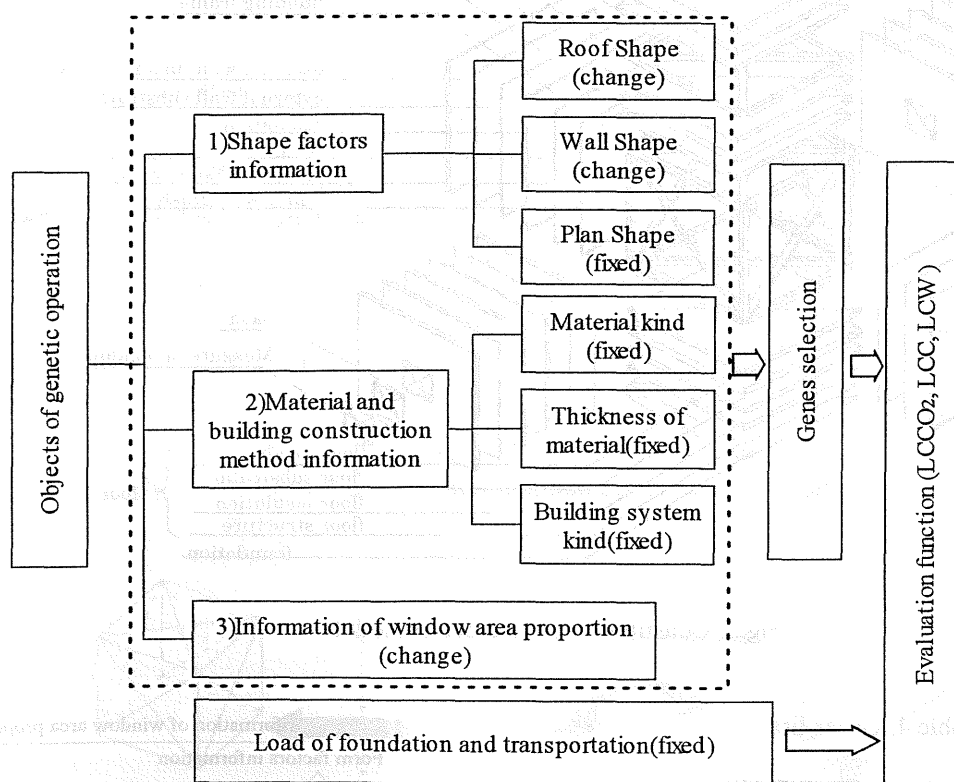 Objects of genetic operation
1)Shape factors
information
Roof Shape
(change)
Wall Shape
(change)
Plan Shape
(fixed)
2)Material and
building construction
method information
Material kind
(fixed)
Thickness of
material(fixed)
Building system
kind(fixed)
3)Information of window area proportion
(change)
Genes selection
Evaluation function (LCCO2, LCC, LCW )
Load of foundation and transportation(fixed)